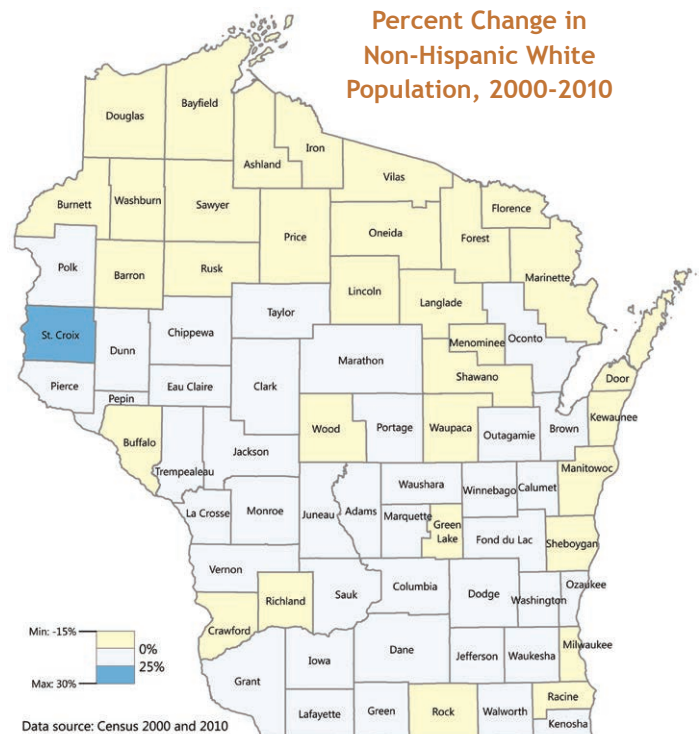 Percent Change in
Non-Hispanic White
Population, 2000-2010
Bayfield
Douglas
Iron
Ashland
Vilas
Burnett
Washburn
Sawyer
Florence
Price
Oneida
Forest
Polk
Barron
Rusk
Marinette
Lincoln
Langlade
Taylor
St. Croix
Chippewa
Menominee
Oconto
Dunn
Marathon
Shawano
Door
Pierce
Eau Claire
Clark
Pepin
Kewaunee
Buffalo
Wood
Portage
Waupaca
Outagamie
Brown
Jackson
Trempealeau
Manitowoc
Waushara
Winnebago
Calumet
La Crosse
Monroe
Juneau
Adams
Marquette
Green
Lake
Fond du Lac
Sheboygan
Vernon
Columbia
Ozaukee
Sauk
Dodge
Washington
Richland
Crawford
Min: -15%
0%
25%
Max: 30%
Dane
Milwaukee
Iowa
Jefferson
Waukesha
Grant
Racine
Lafayette
Green
Rock
Walworth
Kenosha
Data source: Census 2000 and 2010